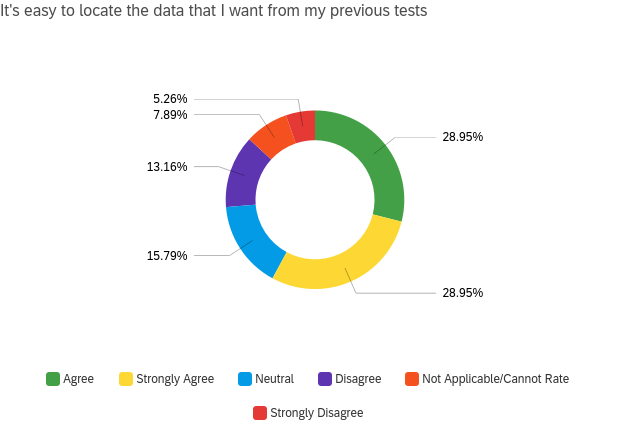 It's easy to locate the data that I want from my previous tests
5.26%
7.89%
28.95%
13.16%
15.79%
28.95%
Agree
Strongly Agree
Neutral
Disagree
Not Applicable/Cannot Rate
Strongly Disagree